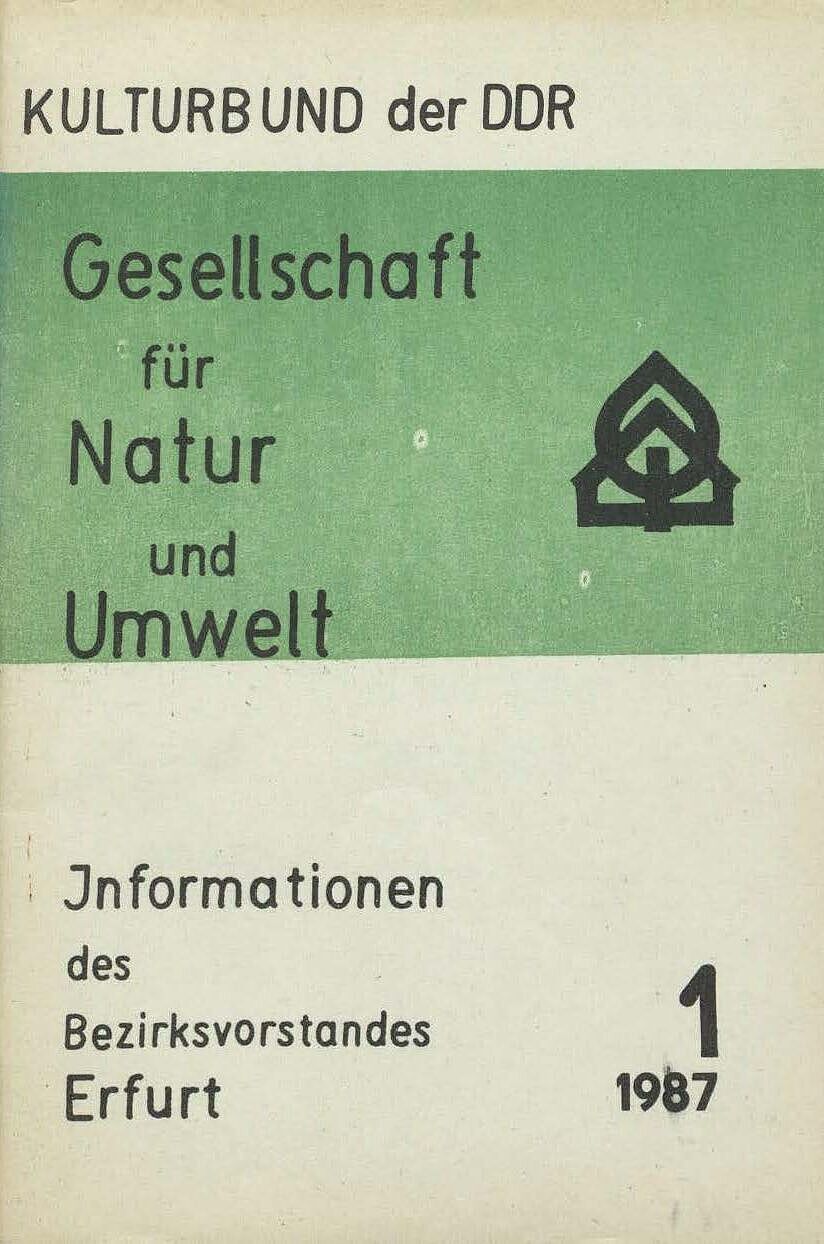 KULTURBUND der DDR
Gesellschaft
für
Natur
und
Umwelt
Jnformationen
des
Bezirksvorstandes
Erfurt
1
1987